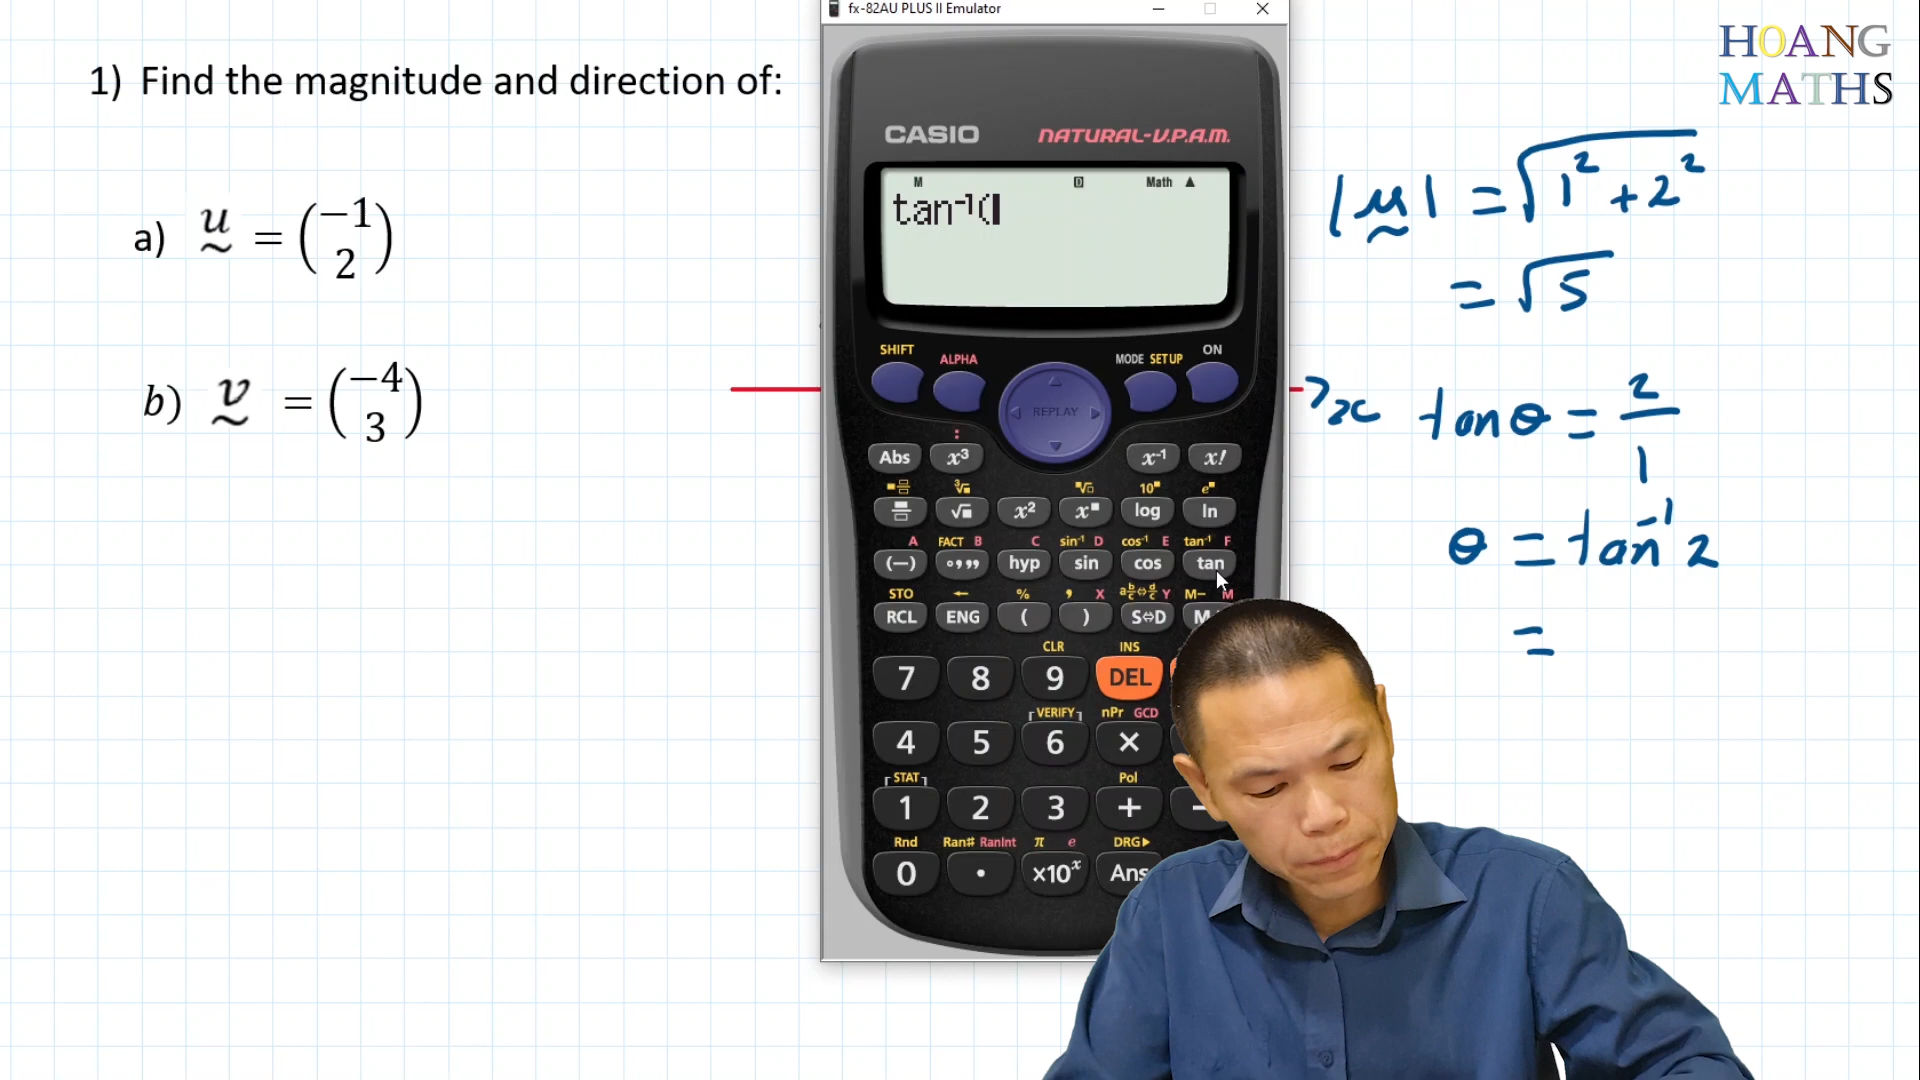 fx-82AU PLUS II Emulator
HOANG
MATHS
1) Find the magnitude and direction of:
a) u = (−1 2)
b) v = (−4 3)
CASIO NATURAL-V.P.A.M.
M D Math ▲
tan⁻¹(
SHIFT ALPHA MODE SETUP ON
REPLAY
:
Abs x³ x⁻¹ x!
■ ³√■ ■√□ 10■ e■
√■ x² x■ log ln
A FACT B C sin⁻¹ D cos⁻¹ E tan⁻¹ F
(−) °,,, hyp sin cos tan
STO ← % , X a b/c⇔d/c Y M− M
RCL ENG ( ) S⇔D M
CLR INS
7 8 9 DEL
VERIFY nPr GCD
4 5 6 ×
STAT Pol
1 2 3 + −
Rnd Ran# RanInt π e DRG▶
0 • ×10ˣ Ans
|u| = √1² + 2²
= √5
x
tanθ = 2/1
θ = tan⁻¹ 2
=